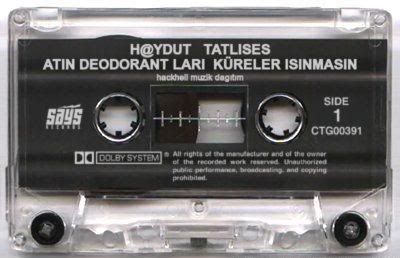 H@YDUT TATLISES
ATIN DEODORANT LARI KÜRELER ISINMASIN
hackhell muzik dagıtım
says
RECORDS
SIDE
1
CTG00391
DOLBY SYSTEM ®
All rights of the manufacturer and of the owner
of the recorded work reserved. Unauthorized
public performance, broadcasting, and copying
prohibited.